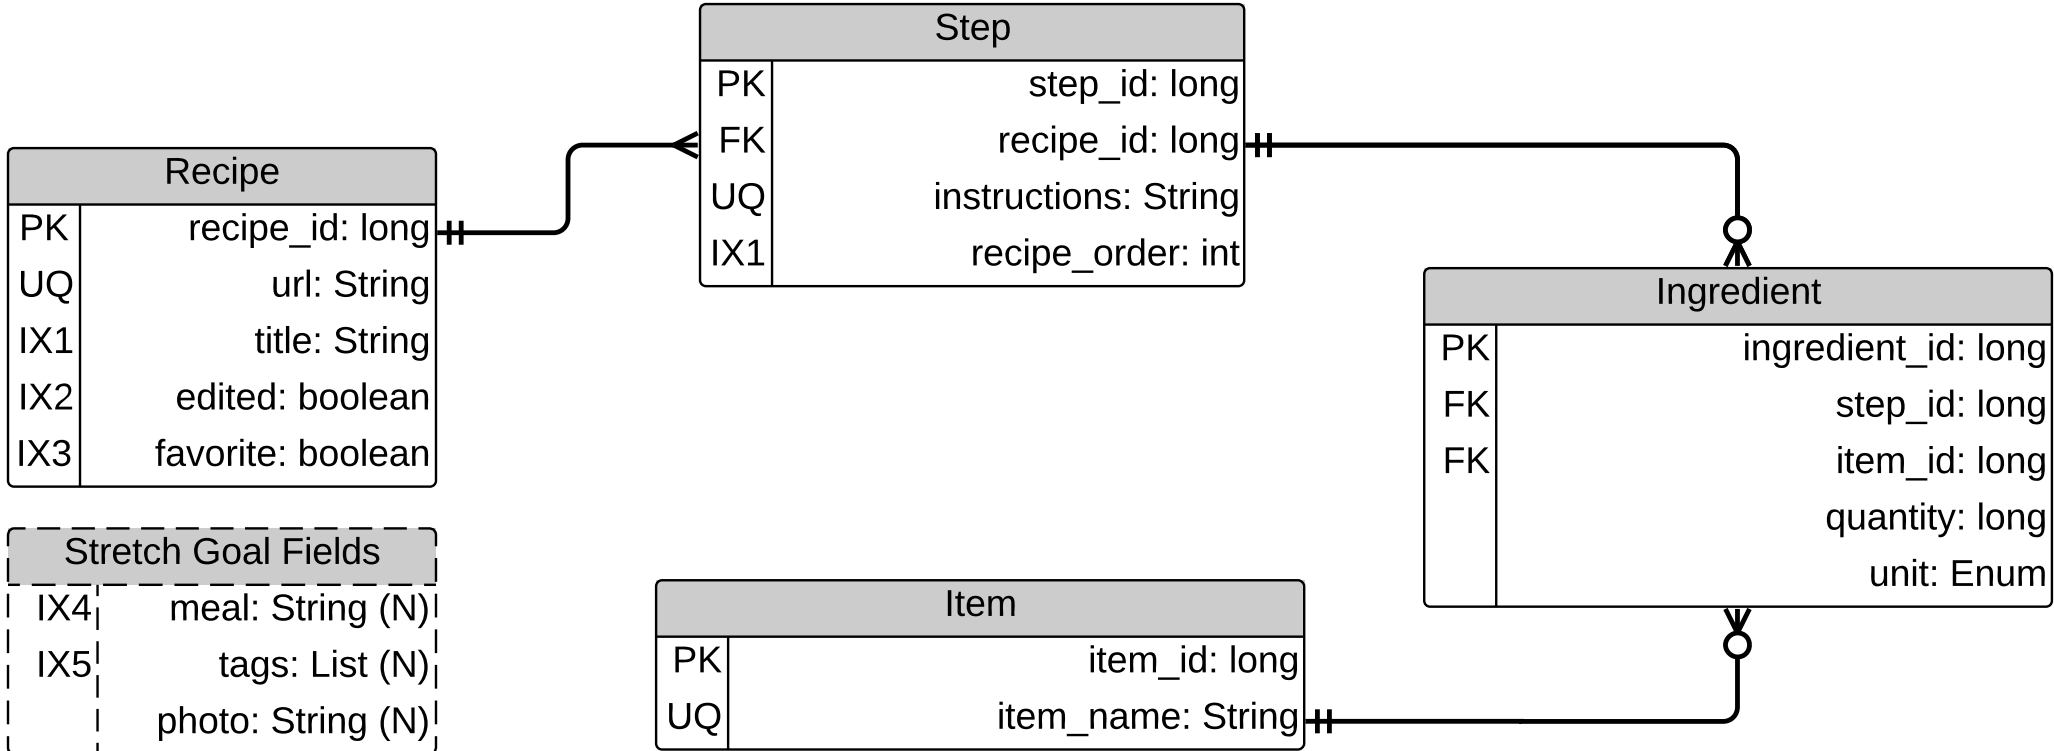 Step
PK step_id: long
FK recipe_id: long
UQ instructions: String
IX1 recipe_order: int
Recipe
PK recipe_id: long
UQ url: String
IX1 title: String
IX2 edited: boolean
IX3 favorite: boolean
Ingredient
PK ingredient_id: long
FK step_id: long
FK item_id: long
quantity: long
unit: Enum
Stretch Goal Fields
IX4 meal: String (N)
IX5 tags: List (N)
photo: String (N)
Item
PK item_id: long
UQ item_name: String